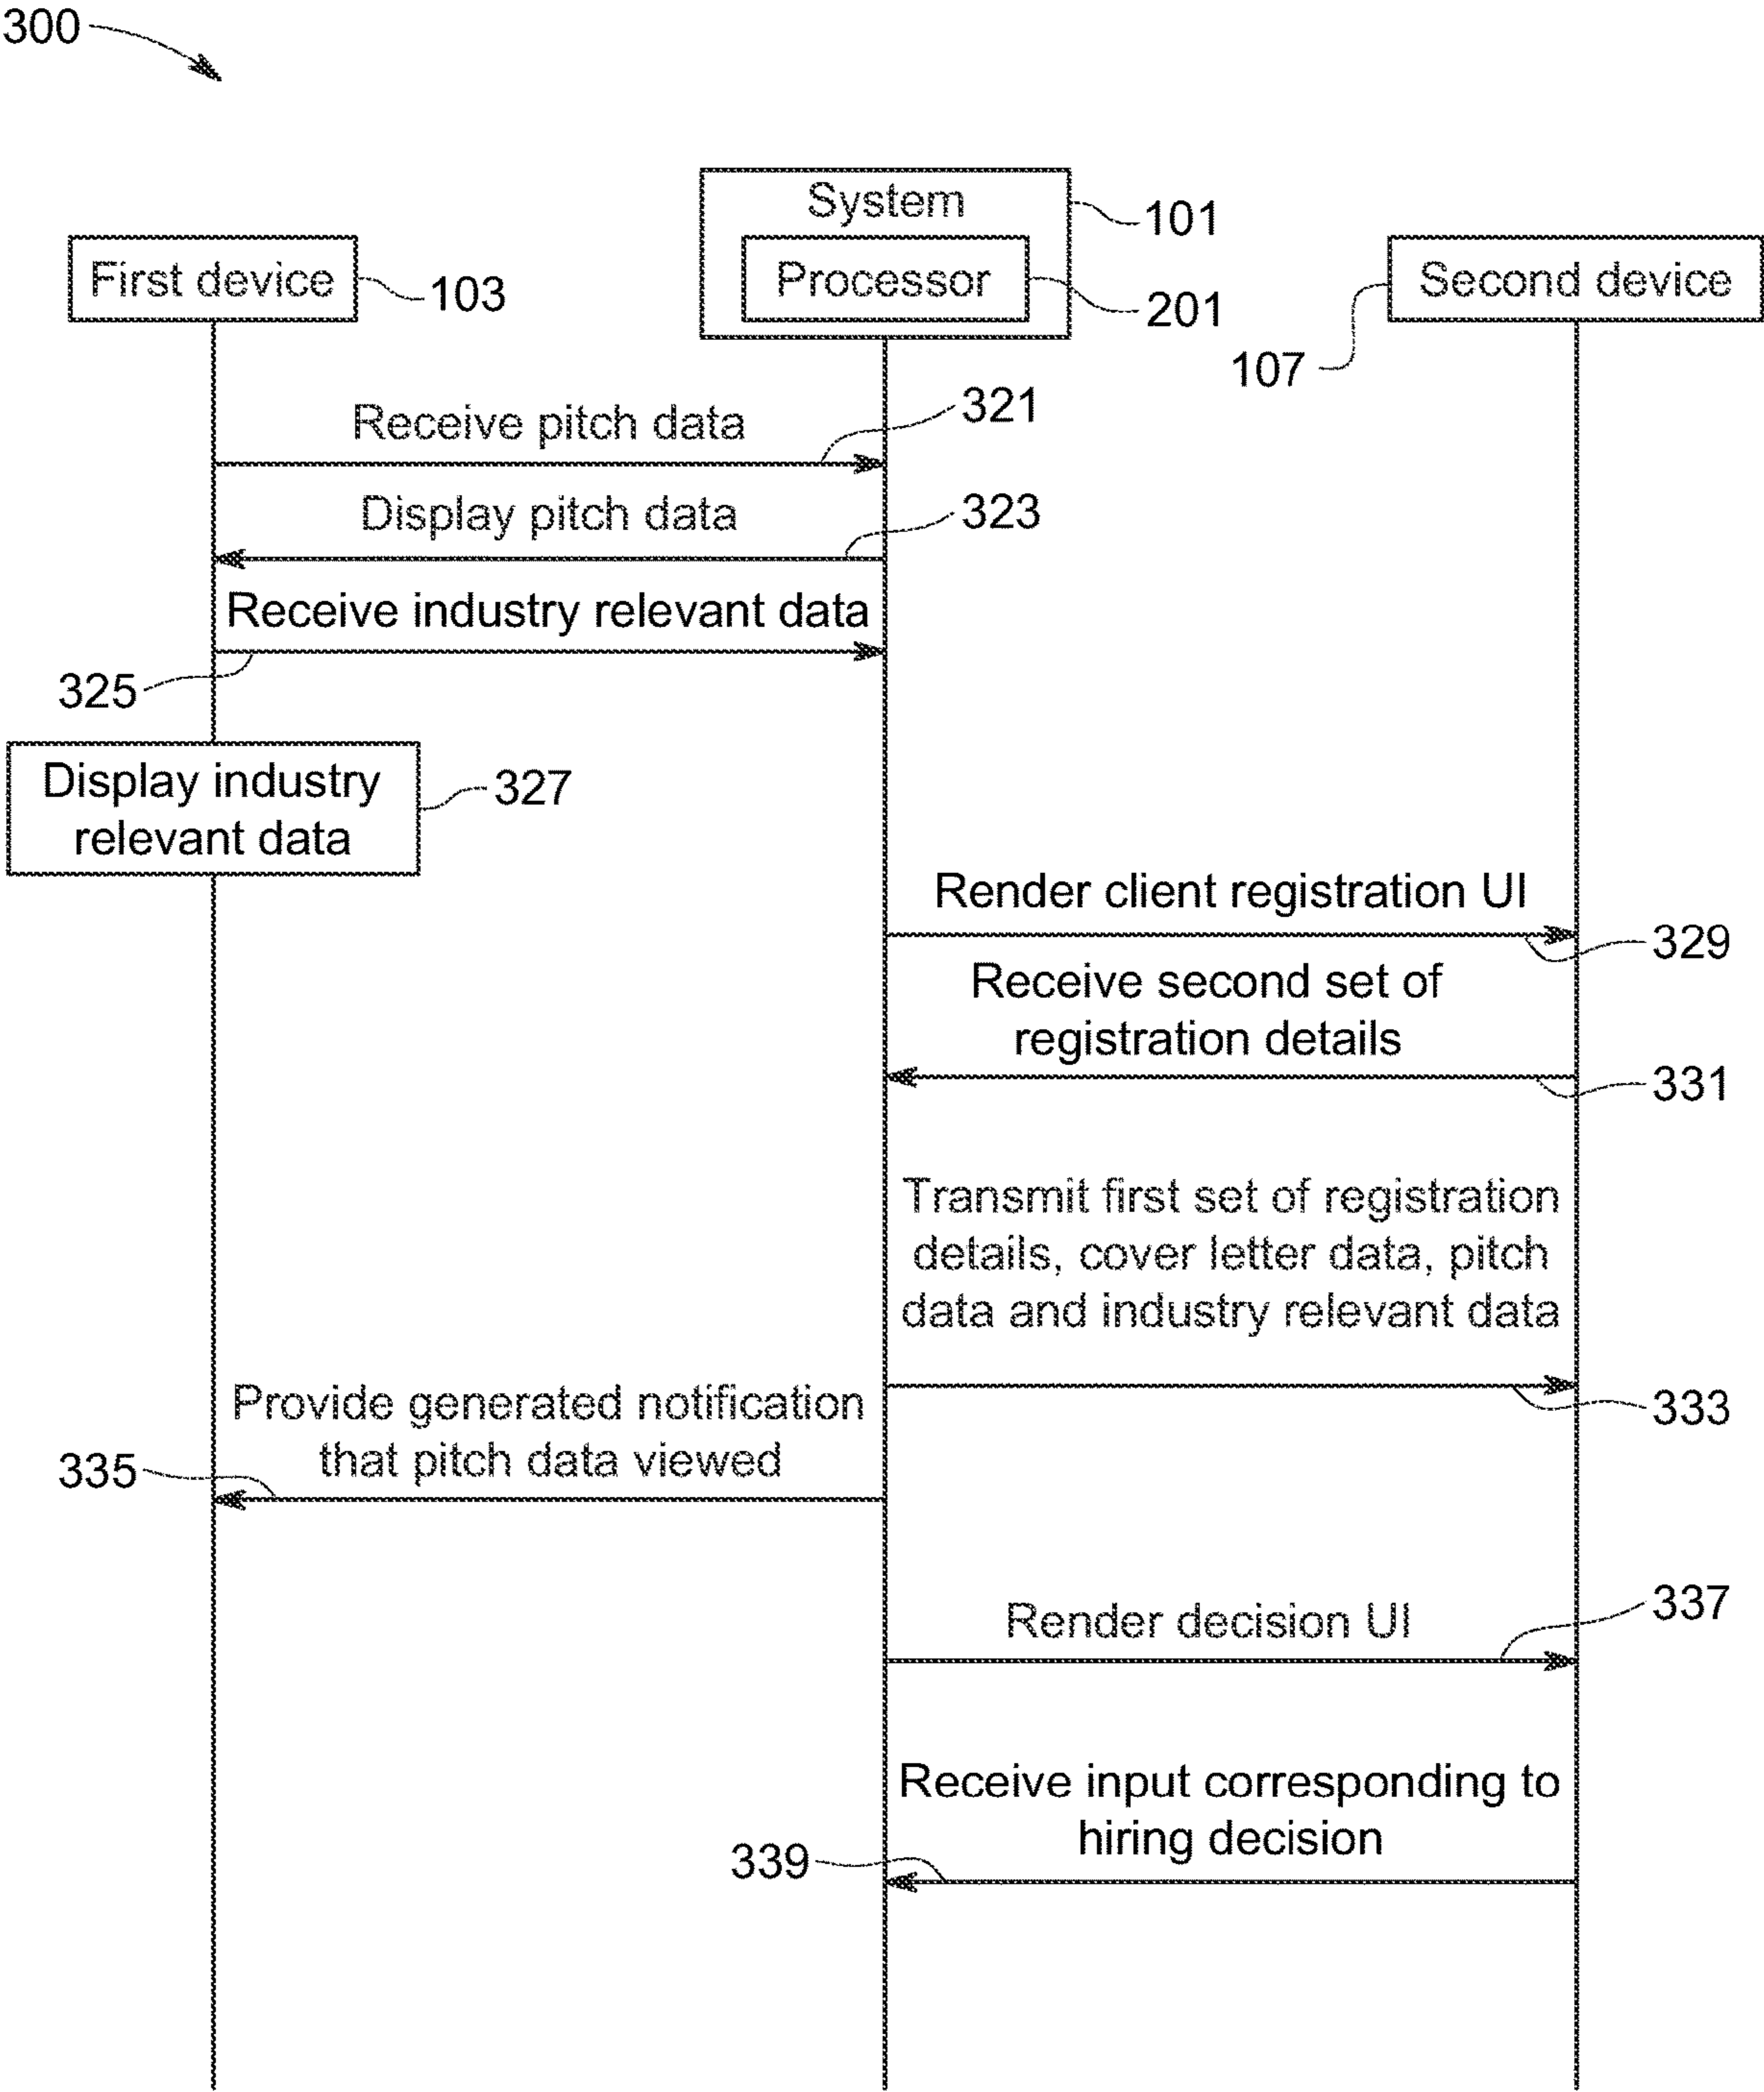 300
System
101
First device
103
Processor
201
Second device
107
Receive pitch data
321
Display pitch data
323
Receive industry relevant data
325
Display industry
relevant data
327
Render client registration UI
329
Receive second set of
registration details
331
Transmit first set of registration
details, cover letter data, pitch
data and industry relevant data
333
Provide generated notification
that pitch data viewed
335
Render decision UI
337
Receive input corresponding to
hiring decision
339